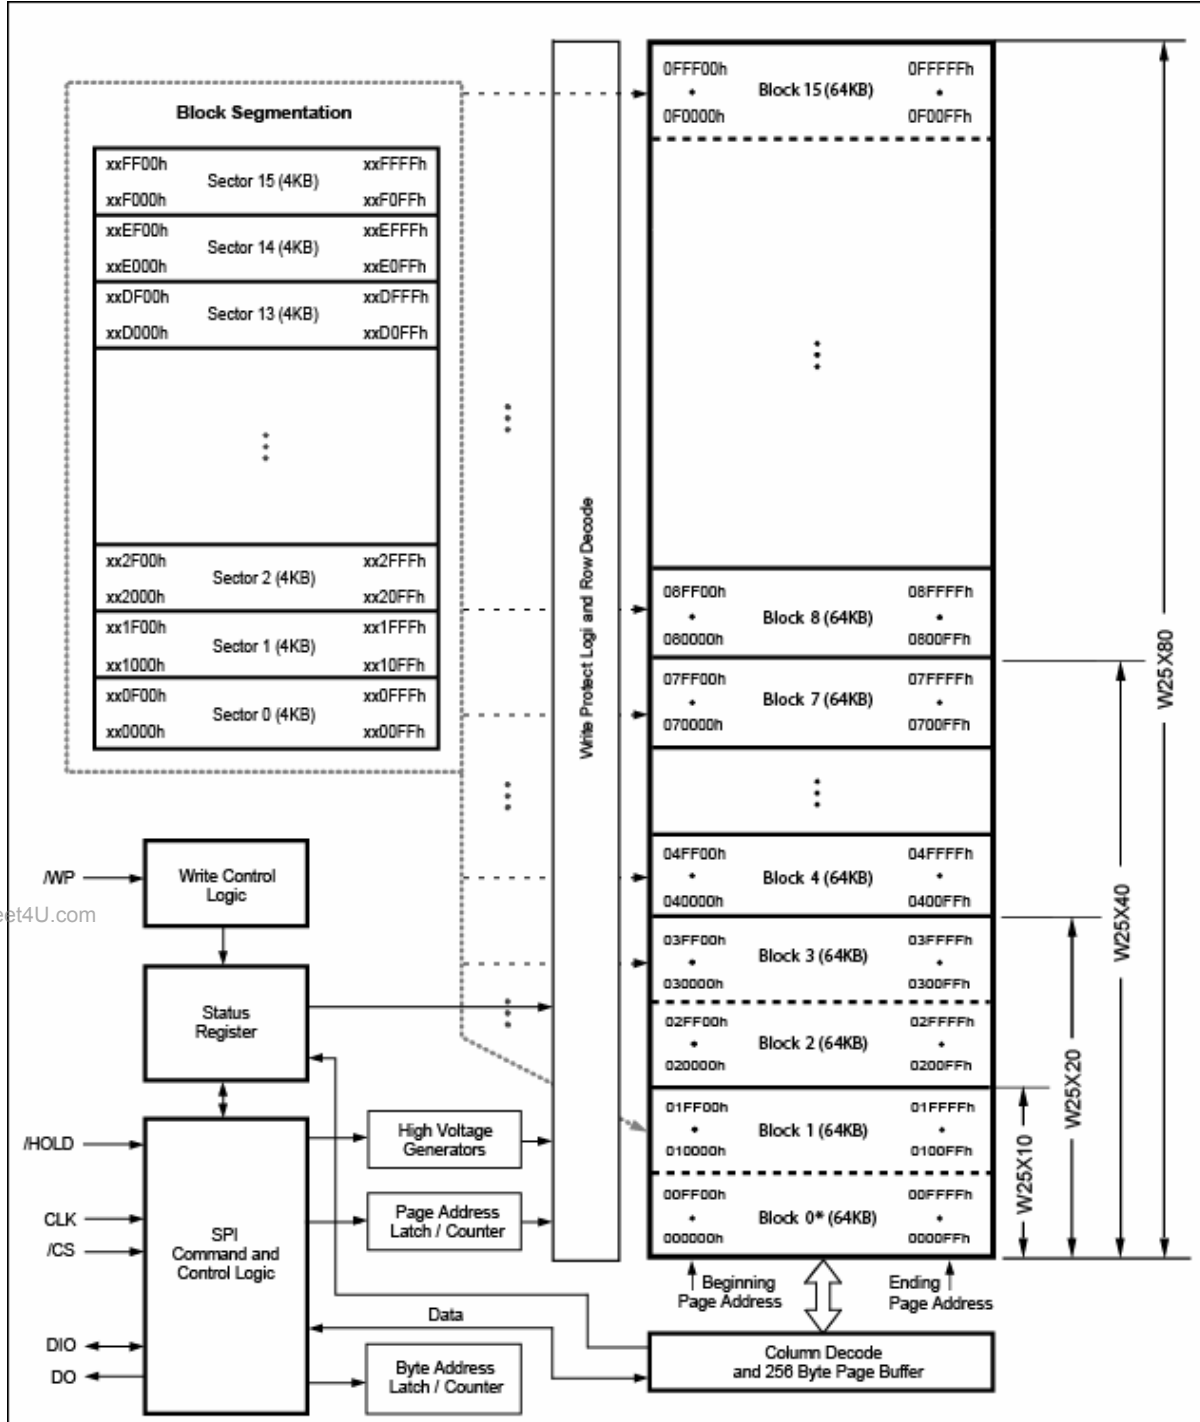 Block Segmentation
xxFF00h xxFFFFh
Sector 15 (4KB)
xxF000h xxF0FFh
xxEF00h xxEFFFh
Sector 14 (4KB)
xxE000h xxE0FFh
xxDF00h xxDFFFh
Sector 13 (4KB)
xxD000h xxD0FFh
xx2F00h xx2FFFh
Sector 2 (4KB)
xx2000h xx20FFh
xx1F00h xx1FFFh
Sector 1 (4KB)
xx1000h xx10FFh
xx0F00h xx0FFFh
Sector 0 (4KB)
xx0000h xx00FFh
Write Protect Logi and Row Decode
0FFF00h 0FFFFFh
Block 15 (64KB)
0F0000h 0F00FFh
08FF00h 08FFFFh
Block 8 (64KB)
080000h 0800FFh
07FF00h 07FFFFh
Block 7 (64KB)
070000h 0700FFh
04FF00h 04FFFFh
Block 4 (64KB)
040000h 0400FFh
03FF00h 03FFFFh
Block 3 (64KB)
030000h 0300FFh
02FF00h 02FFFFh
Block 2 (64KB)
020000h 0200FFh
01FF00h 01FFFFh
Block 1 (64KB)
010000h 0100FFh
00FF00h 00FFFFh
Block 0* (64KB)
000000h 0000FFh
W25X10
W25X20
W25X40
W25X80
Beginning
Page Address
Ending
Page Address
Column Decode
and 256 Byte Page Buffer
/WP
Write Control
Logic
eet4U.com
Status
Register
/HOLD
CLK
/CS
DIO
DO
SPI
Command and
Control Logic
High Voltage
Generators
Page Address
Latch / Counter
Data
Byte Address
Latch / Counter